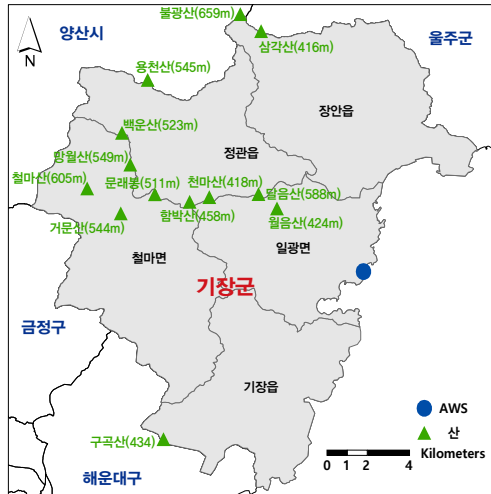 불광산(659m)
양산시
삼각산(416m)
울주군
N
용천산(545m)
장안읍
백운산(523m)
정관읍
망월산(549m)
철마산(605m)
문래봉(511m)
천마산(418m)
달음산(588m)
거문산(544m)
함박산(458m)
월음산(424m)
철마면
일광면
기장군
금정구
기장읍
AWS
산
구곡산(434)
Kilometers
0 1 2 4
해운대구